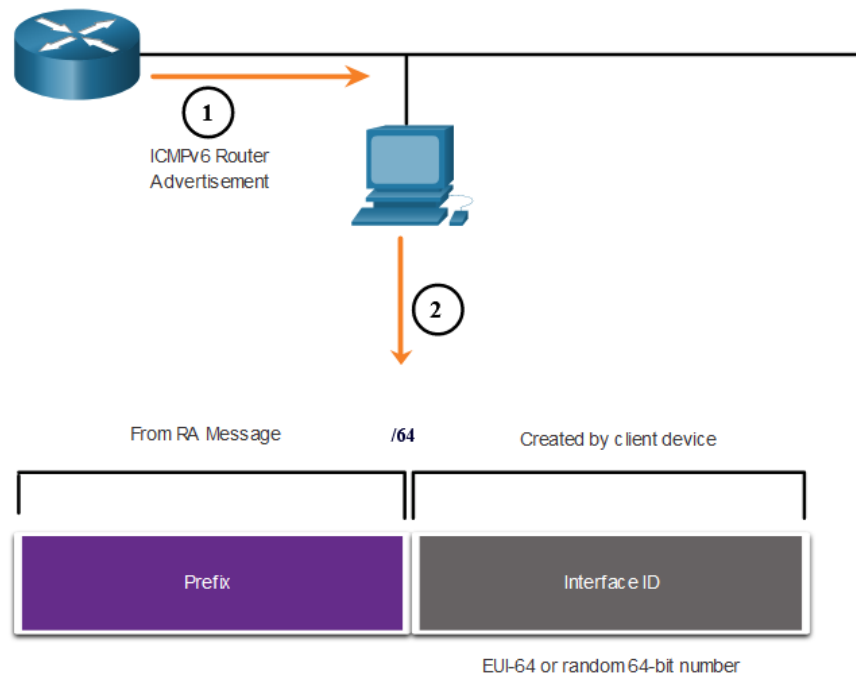 1
ICMPv6 Router
Advertisement
2
From RA Message
/64
Created by client device
Prefix
Interface ID
EUI-64 or random 64-bit number